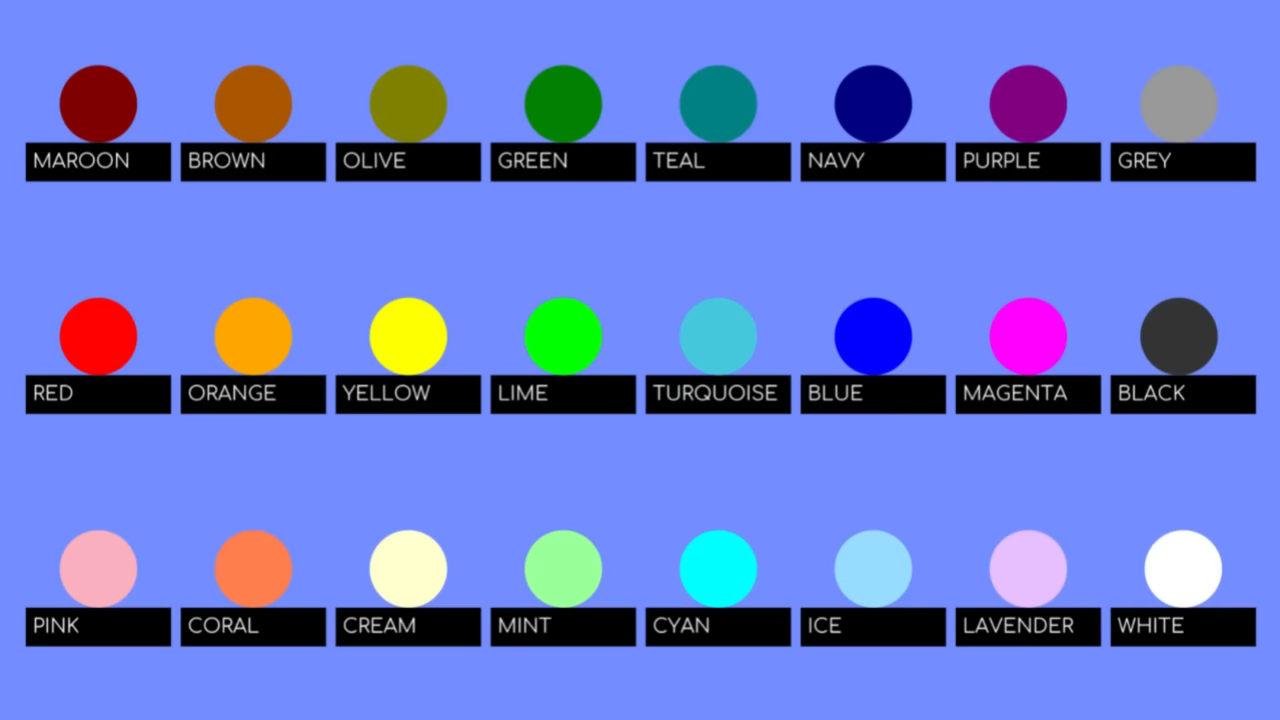 MAROON
BROWN
OLIVE
GREEN
TEAL
NAVY
PURPLE
GREY
RED
ORANGE
YELLOW
LIME
TURQUOISE
BLUE
MAGENTA
BLACK
PINK
CORAL
CREAM
MINT
CYAN
ICE
LAVENDER
WHITE